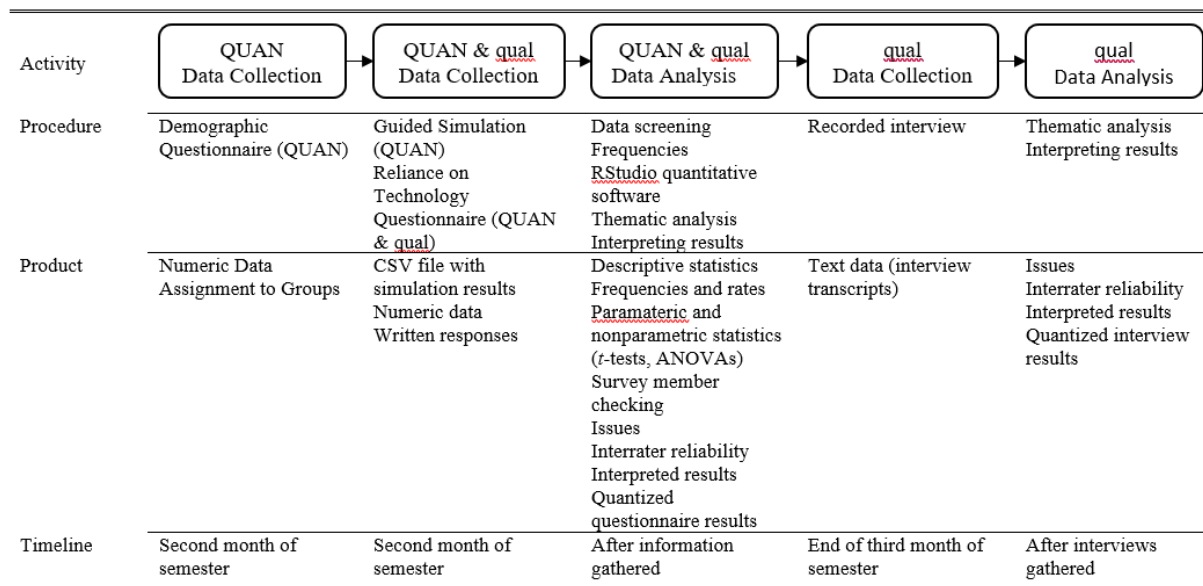 Activity
QUAN
Data Collection
QUAN & qual
Data Collection
QUAN & qual
Data Analysis
qual
Data Collection
qual
Data Analysis
Procedure
Demographic
Questionnaire (QUAN)
Guided Simulation
(QUAN)
Reliance on
Technology
Questionnaire (QUAN
& qual)
Data screening
Frequencies
RStudio quantitative
software
Thematic analysis
Interpreting results
Recorded interview
Thematic analysis
Interpreting results
Product
Numeric Data
Assignment to Groups
CSV file with
simulation results
Numeric data
Written responses
Descriptive statistics
Frequencies and rates
Paramateric and
nonparametric statistics
(t-tests, ANOVAs)
Survey member
checking
Issues
Interrater reliability
Interpreted results
Quantized
questionnaire results
Text data (interview
transcripts)
Issues
Interrater reliability
Interpreted results
Quantized interview
results
Timeline
Second month of
semester
Second month of
semester
After information
gathered
End of third month of
semester
After interviews
gathered